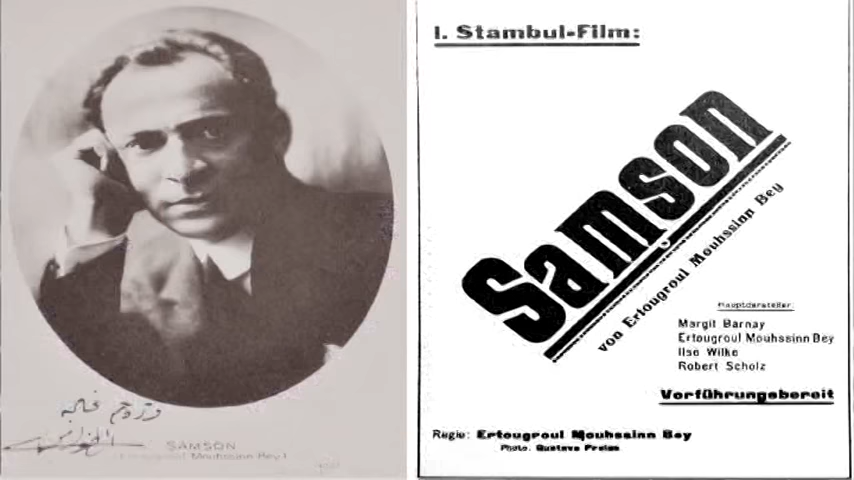 SAMSON
( Ertougroul Mouhssinn Bey )
I. Stambul-Film:
Samson
von Ertougroul Mouhssinn Bey
Hauptdarsteller:
Margit Barnay
Ertougroul Mouhssinn Bey
Ilse Wilke
Robert Scholz
Vorführungsbereit
Regie: Ertougroul Mouhssinn Bey
Photo: Gustave Preiss